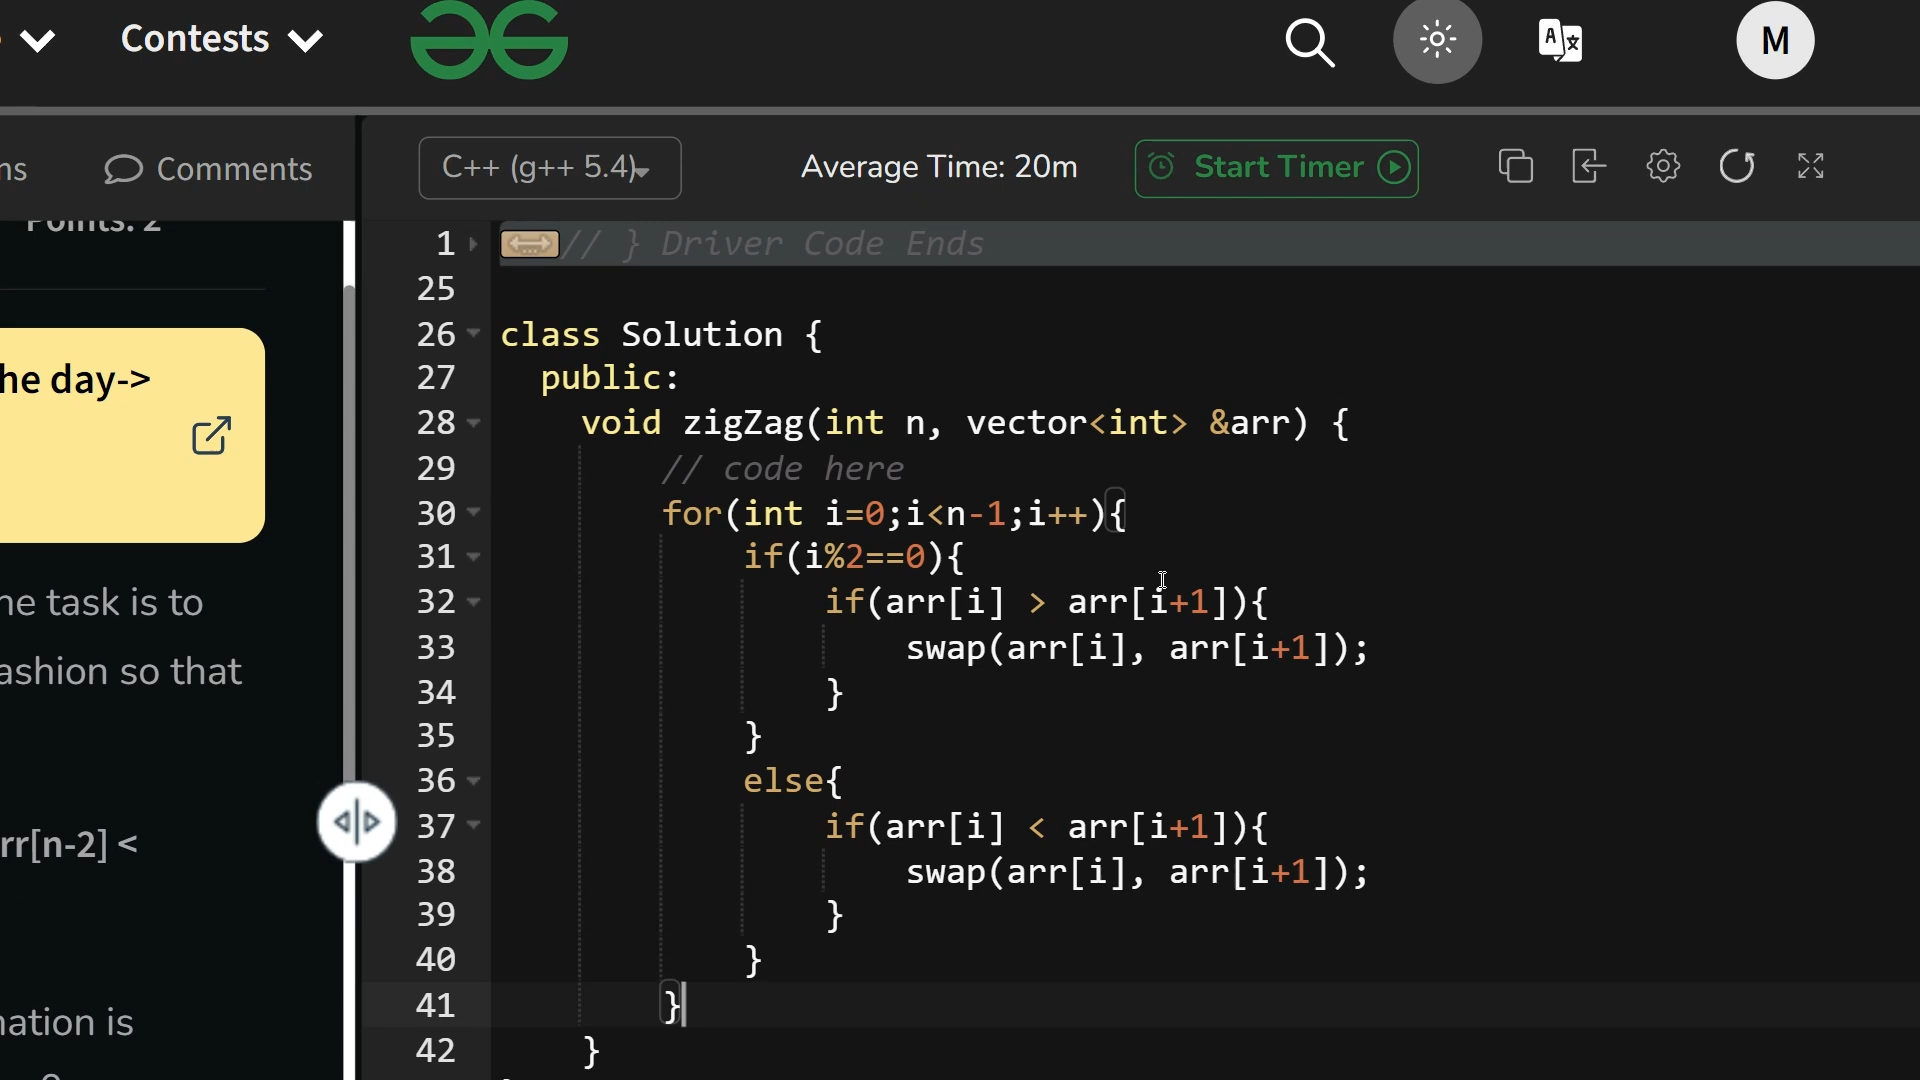 Contests
M
ns
Comments
C++ (g++ 5.4)
Average Time: 20m
Start Timer
Points: 2
he day->
ne task is to
ashion so that
rr[n-2] <
nation is
1 // } Driver Code Ends
25
26 class Solution {
27 public:
28 void zigZag(int n, vector<int> &arr) {
29 // code here
30 for(int i=0;i<n-1;i++){
31 if(i%2==0){
32 if(arr[i] > arr[i+1]){
33 swap(arr[i], arr[i+1]);
34 }
35 }
36 else{
37 if(arr[i] < arr[i+1]){
38 swap(arr[i], arr[i+1]);
39 }
40 }
41 }
42 }